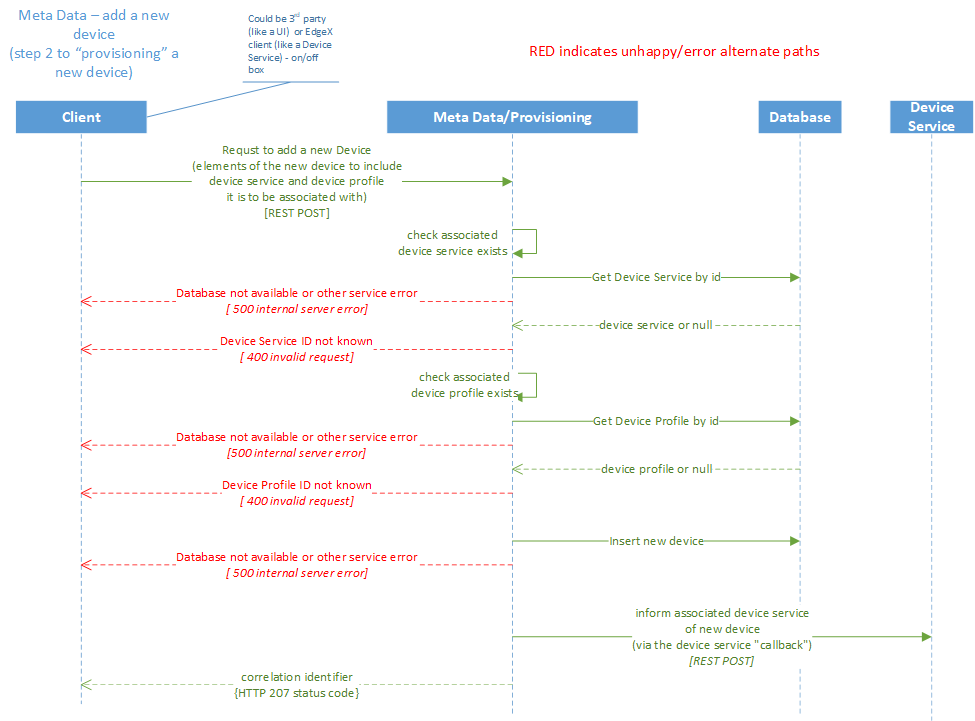 Meta Data – add a new
device
(step 2 to “provisioning” a
new device)
Could be 3rd party
(like a UI) or EdgeX
client (like a Device
Service) - on/off
box
RED indicates unhappy/error alternate paths
Client
Meta Data/Provisioning
Database
Device
Service
Requst to add a new Device
(elements of the new device to include
device service and device profile
it is to be associated with)
[REST POST]
check associated
device service exists
Get Device Service by id
Database not available or other service error
[ 500 internal server error]
device service or null
Device Service ID not known
[ 400 invalid request]
check associated
device profile exists
Get Device Profile by id
Database not available or other service error
[500 internal server error]
device profile or null
Device Profile ID not known
[ 400 invalid request]
Insert new device
Database not available or other service error
[ 500 internal server error]
inform associated device service
of new device
(via the device service "callback")
[REST POST]
correlation identifier
{HTTP 207 status code}